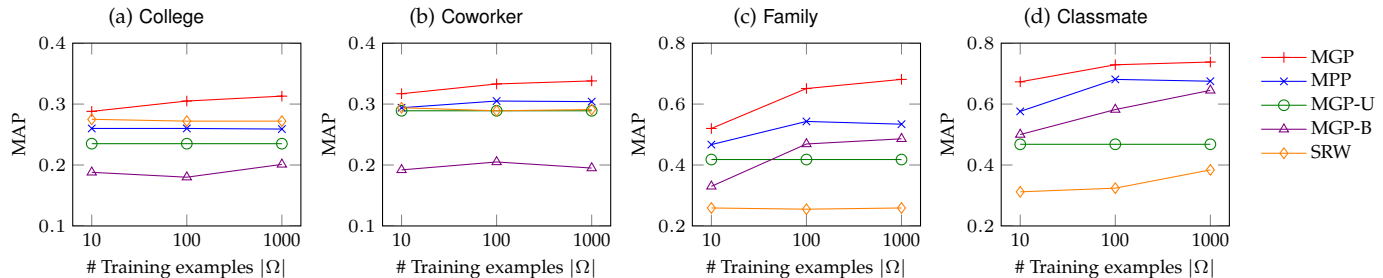 (a) College
MAP
0.4
0.3
0.2
0.1
10
100
1000
# Training examples |Ω|
(b) Coworker
MAP
0.4
0.3
0.2
0.1
10
100
1000
# Training examples |Ω|
(c) Family
MAP
0.8
0.6
0.4
0.2
10
100
1000
# Training examples |Ω|
(d) Classmate
MAP
0.8
0.6
0.4
0.2
10
100
1000
# Training examples |Ω|
MGP
MPP
MGP-U
MGP-B
SRW